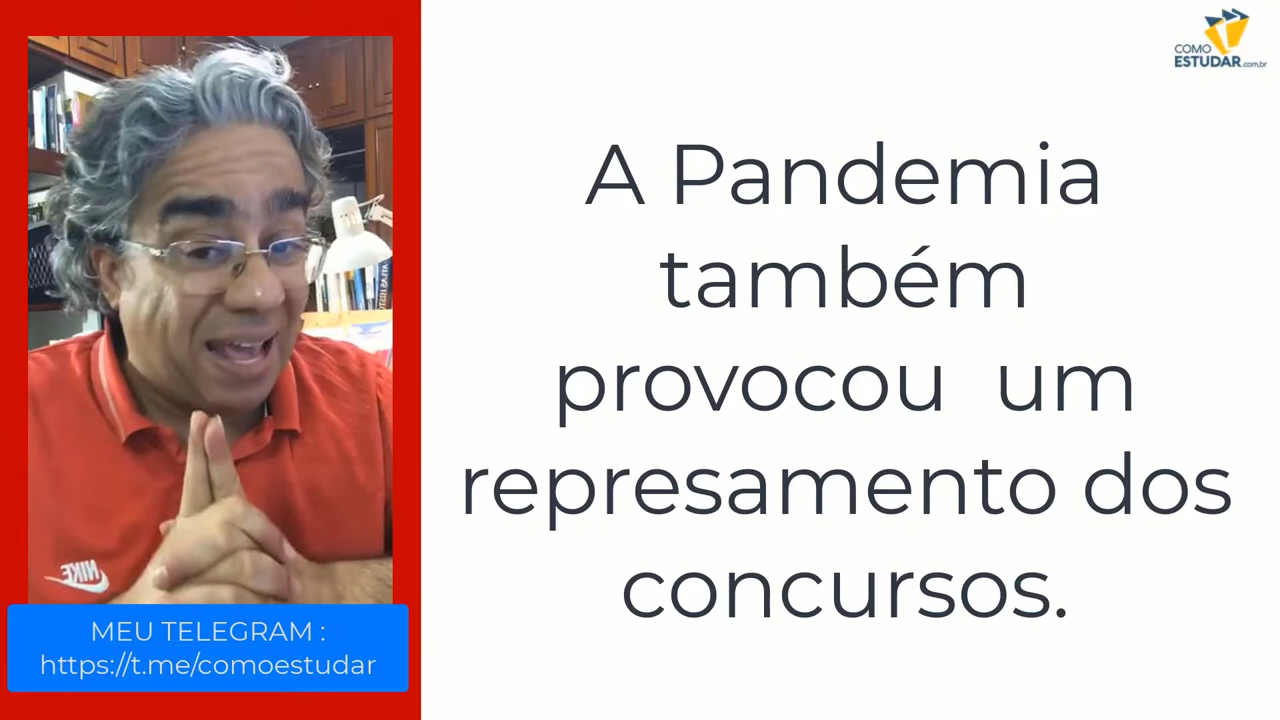 COMO
ESTUDAR.com.br
A Pandemia
também
provocou um
represamento dos
concursos.
NIKE
MEU TELEGRAM :
https://t.me/comoestudar